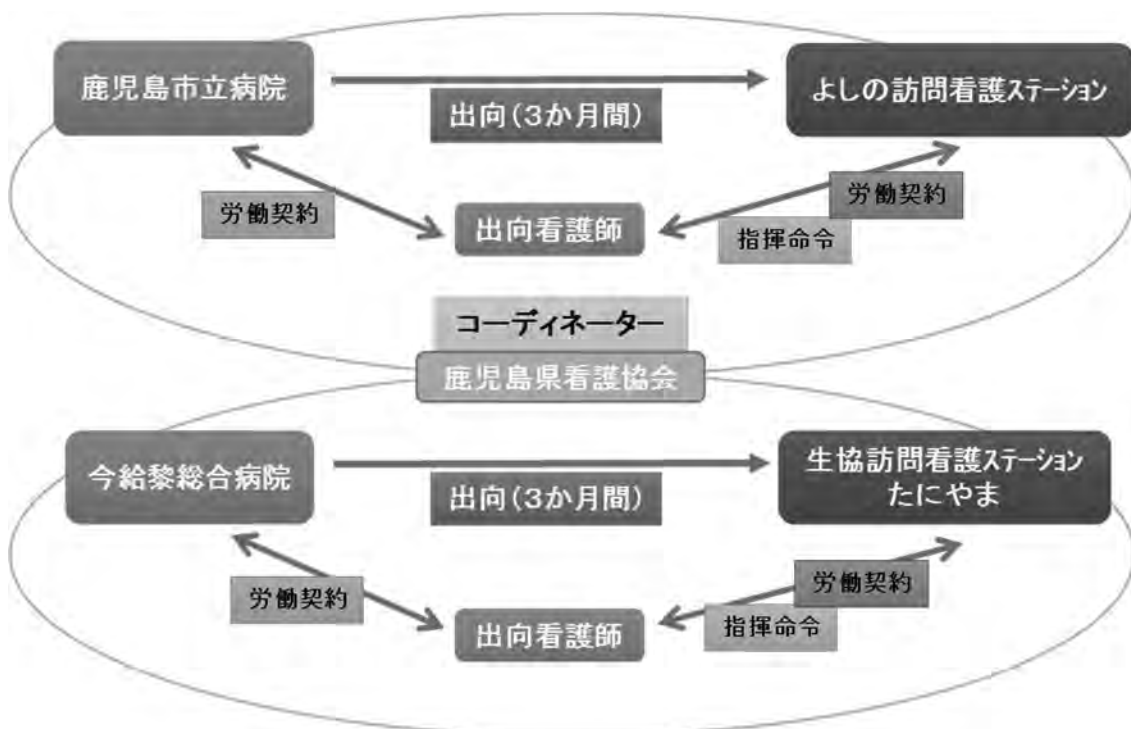 鹿児島市立病院
よしの訪問看護ステーション
出向(3か月間)
労働契約
労働契約
出向看護師
指揮命令
コーディネーター
鹿児島県看護協会
今給黎総合病院
生協訪問看護ステーション
たにやま
出向(3か月間)
労働契約
労働契約
出向看護師
指揮命令